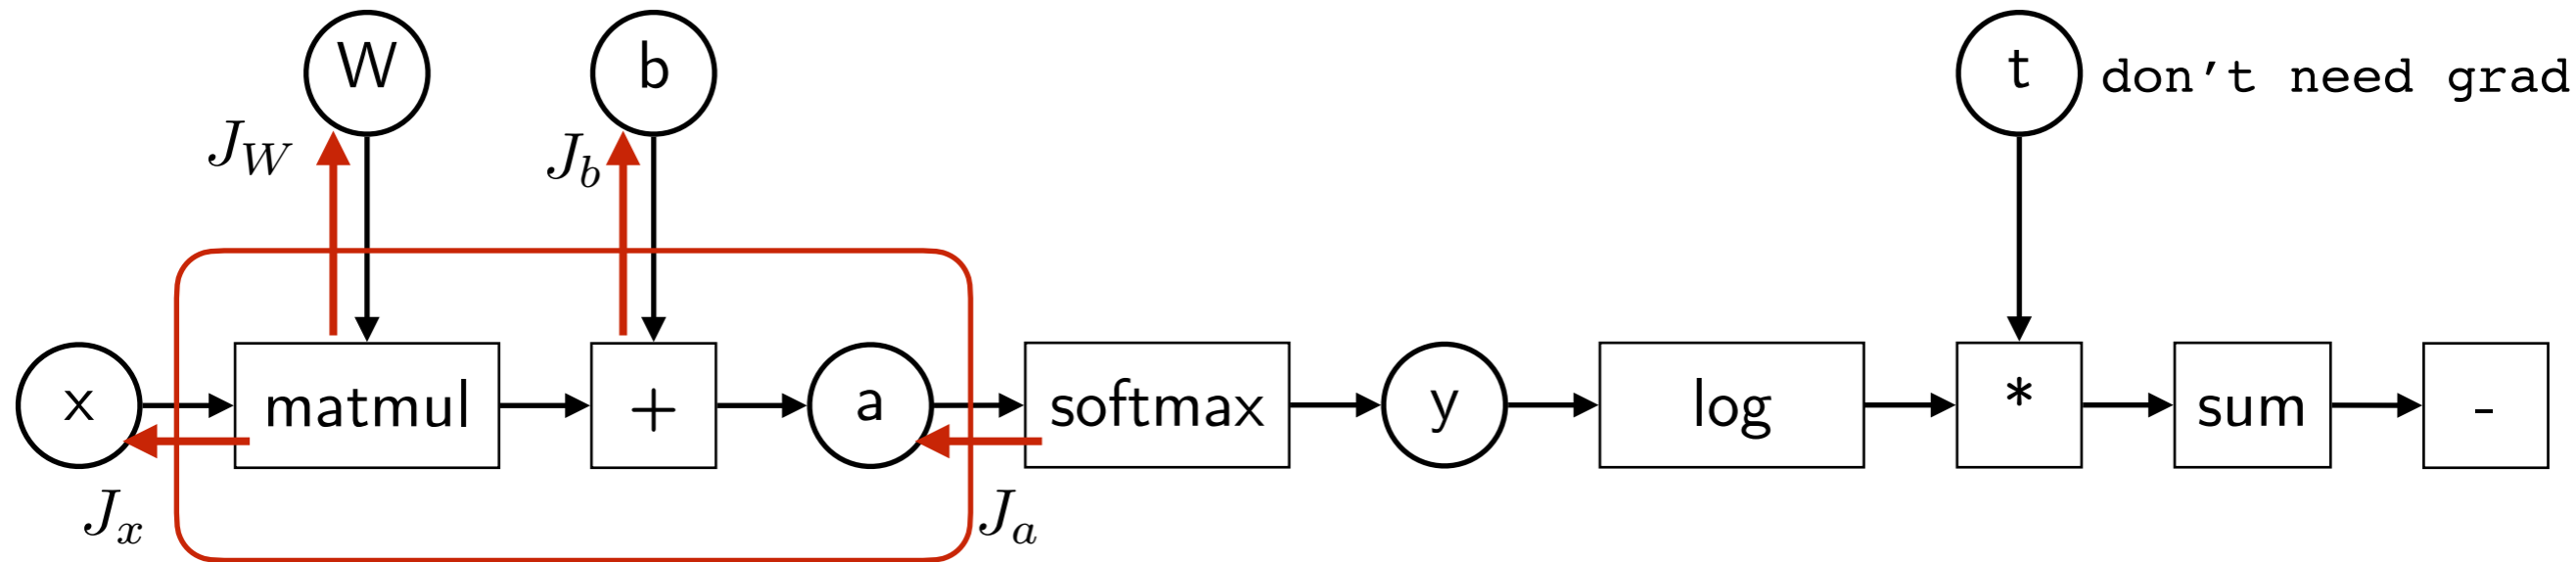 W b t don't need grad
J_W J_b
x matmul + a softmax y log * sum -
J_x J_a